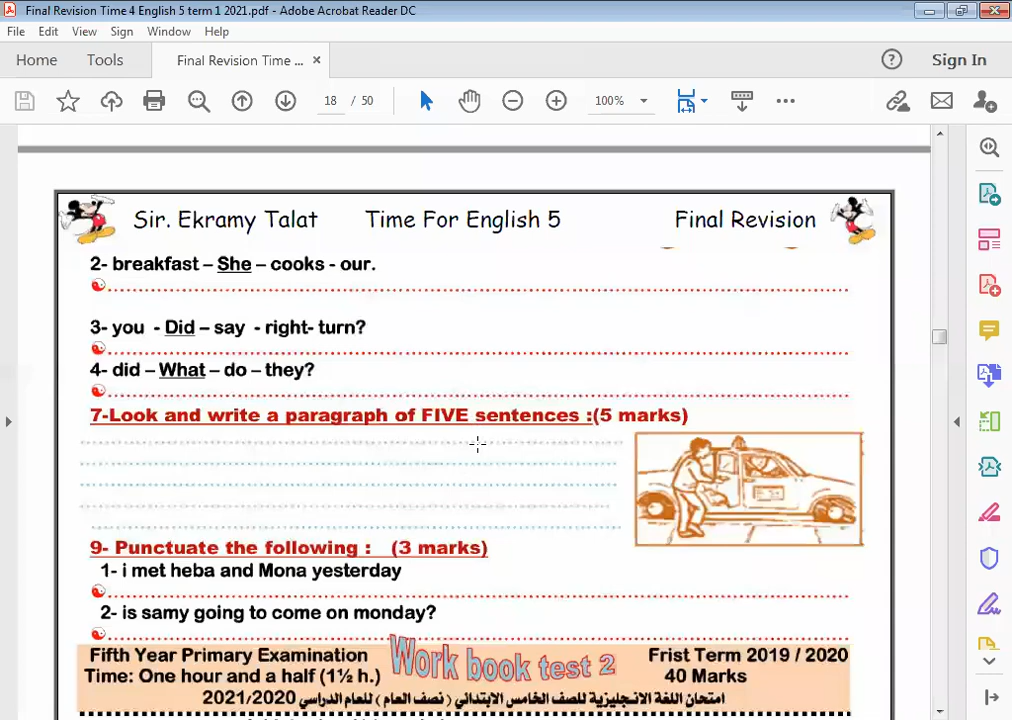 Final Revision Time 4 English 5 term 1 2021.pdf - Adobe Acrobat Reader DC
File Edit View Sign Window Help
Home Tools Final Revision Time ... × Sign In
18 / 50 100%
Sir. Ekramy Talat Time For English 5 Final Revision
2- breakfast – She – cooks - our.
3- you - Did – say - right- turn?
4- did – What – do – they?
7-Look and write a paragraph of FIVE sentences :(5 marks)
9- Punctuate the following : (3 marks)
1- i met heba and Mona yesterday
2- is samy going to come on monday?
Fifth Year Primary Examination Work book test 2 Frist Term 2019 / 2020
Time: One hour and a half (1½ h.) 40 Marks
امتحان اللغة الانجليزية للصف الخامس الابتدائي ( نصف العام ) للعام الدراسي 2021/2020